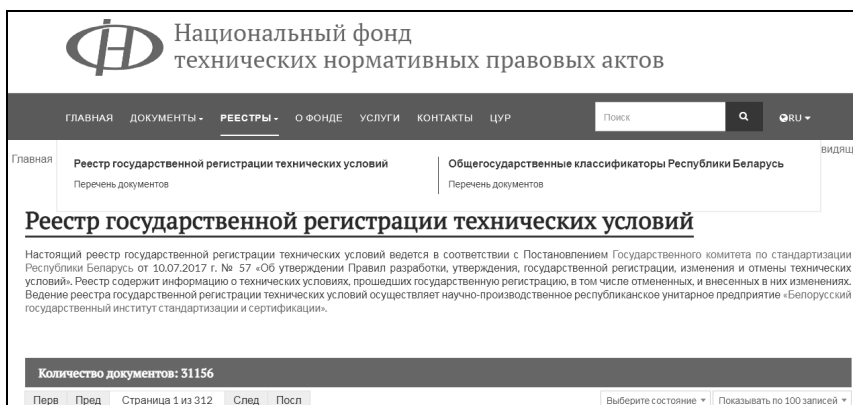 Национальный фонд
технических нормативных правовых актов
ГЛАВНАЯ ДОКУМЕНТЫ РЕЕСТРЫ О ФОНДЕ УСЛУГИ КОНТАКТЫ ЦУР Поиск RU
Главная
Реестр государственной регистрации технических условий Общегосударственные классификаторы Республики Беларусь
Перечень документов Перечень документов
Реестр государственной регистрации технических условий
Настоящий реестр государственной регистрации технических условий ведется в соответствии с Постановлением Государственного комитета по стандартизации
Республики Беларусь от 10.07.2017 г. № 57 «Об утверждении Правил разработки, утверждения, государственной регистрации, изменения и отмены технических
условий». Реестр содержит информацию о технических условиях, прошедших государственную регистрацию, в том числе отмененных, и внесенных в них изменениях.
Ведение реестра государственной регистрации технических условий осуществляет научно-производственное республиканское унитарное предприятие «Белорусский
государственный институт стандартизации и сертификации».
Количество документов: 31156
Перв Пред Страница 1 из 312 След Посл Выберите состояние Показывать по 100 записей